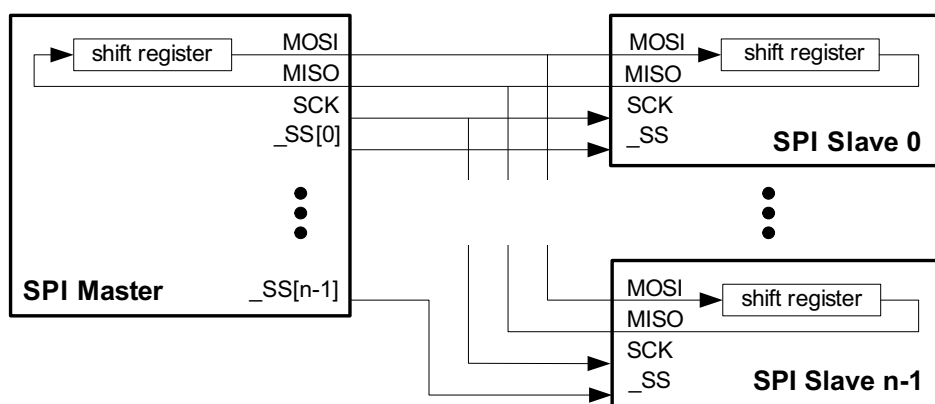 shift register
MOSI
MISO
SCK
_SS[0]
_SS[n-1]
SPI Master
MOSI
shift register
MISO
SCK
_SS
SPI Slave 0
MOSI
shift register
MISO
SCK
_SS
SPI Slave n-1